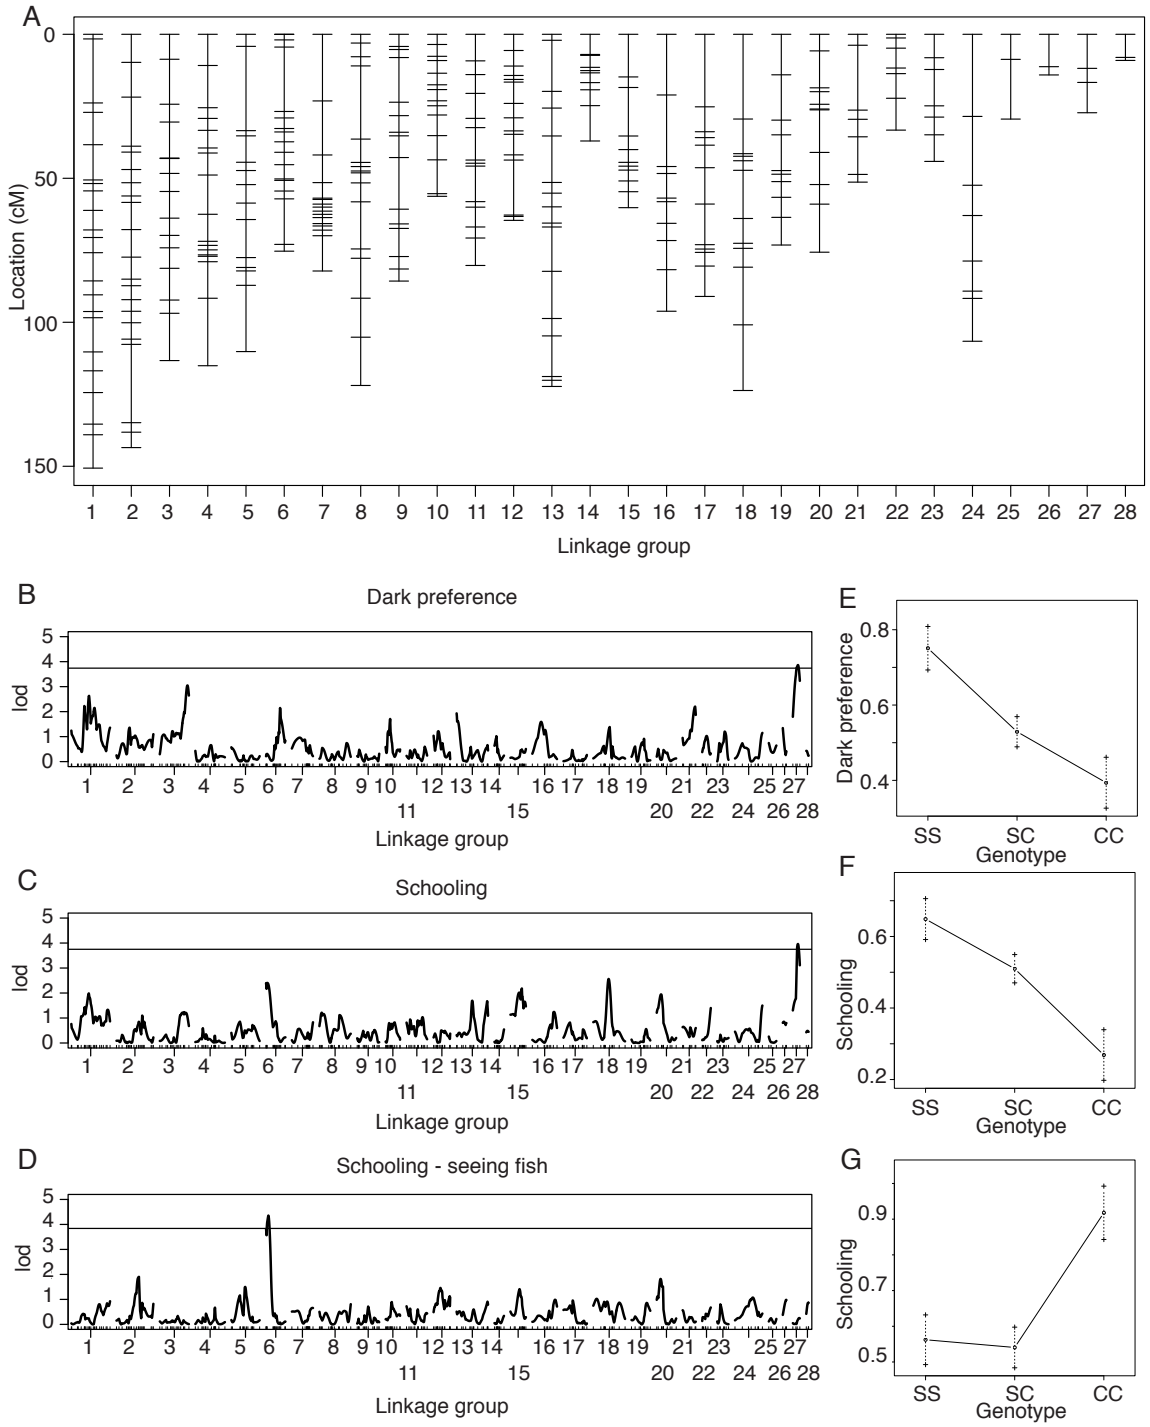 A
Location (cM)
0
50
100
150
1 2 3 4 5 6 7 8 9 10 11 12 13 14 15 16 17 18 19 20 21 22 23 24 25 26 27 28
Linkage group
B
Dark preference
lod
5
4
3
2
1
0
1 2 3 4 5 6 7 8 9 10 12 13 14 16 17 18 19 21 23 25 27
11 15 20 22 24 26 28
Linkage group
E
Dark preference
0.8
0.6
0.4
SS SC CC
Genotype
C
Schooling
lod
5
4
3
2
1
0
1 2 3 4 5 6 7 8 9 10 12 13 14 16 17 18 19 21 23 25 27
11 15 20 22 24 26 28
Linkage group
F
Schooling
0.6
0.4
0.2
SS SC CC
Genotype
D
Schooling - seeing fish
lod
5
4
3
2
1
0
1 2 3 4 5 6 7 8 9 10 12 13 14 16 17 18 19 21 23 25 27
11 15 20 22 24 26 28
Linkage group
G
Schooling
0.9
0.7
0.5
SS SC CC
Genotype